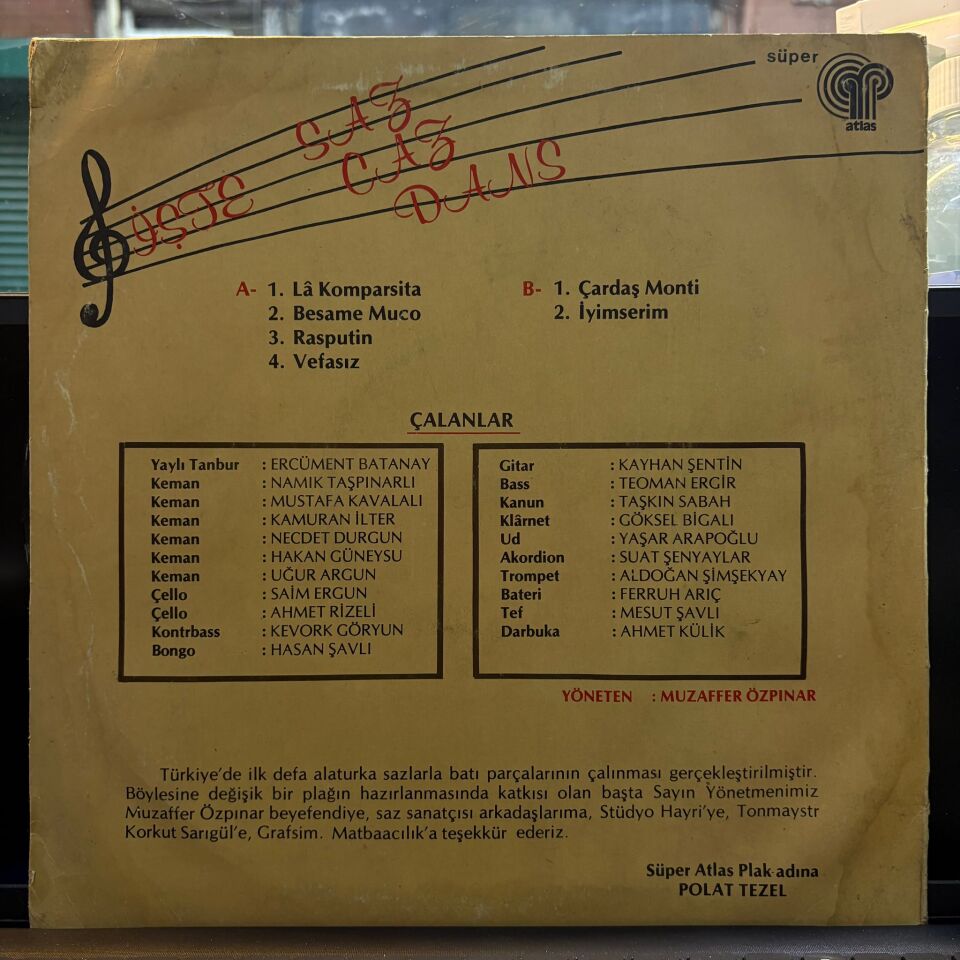 süper
atlas
İŞTE SAZ
CAZ
DANS
A- 1. Lâ Komparsita
2. Besame Muco
3. Rasputin
4. Vefasız
B- 1. Çardaş Monti
2. İyimserim
ÇALANLAR
Yaylı Tanbur : ERCÜMENT BATANAY
Keman : NAMIK TAŞPINARLI
Keman : MUSTAFA KAVALALI
Keman : KAMURAN İLTER
Keman : NECDET DURGUN
Keman : HAKAN GÜNEYSU
Keman : UĞUR ARGUN
Çello : SAİM ERGUN
Çello : AHMET RİZELİ
Kontrbass : KEVORK GÖRYUN
Bongo : HASAN ŞAVLI
Gitar : KAYHAN ŞENTİN
Bass : TEOMAN ERGİR
Kanun : TAŞKIN SABAH
Klârnet : GÖKSEL BİGALI
Ud : YAŞAR ARAPOĞLU
Akordion : SUAT ŞENYAYLAR
Trompet : ALDOĞAN ŞİMŞEKYAY
Bateri : FERRUH ARIÇ
Tef : MESUT ŞAVLI
Darbuka : AHMET KÜLİK
YÖNETEN : MUZAFFER ÖZPINAR
Türkiye'de ilk defa alaturka sazlarla batı parçalarının çalınması gerçekleştirilmiştir.
Böylesine değişik bir plağın hazırlanmasında katkısı olan başta Sayın Yönetmenimiz
Muzaffer Özpınar beyefendiye, saz sanatçısı arkadaşlarıma, Stüdyo Hayri'ye, Tonmaystr
Korkut Sarıgül'e, Grafsim. Matbaacılık'a teşekkür ederiz.
Süper Atlas Plak adına
POLAT TEZEL